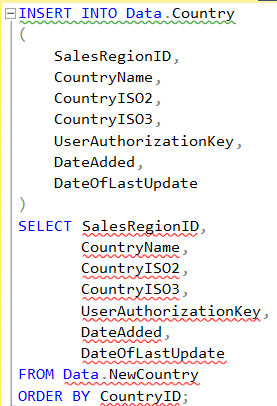 INSERT INTO Data.Country
(
    SalesRegionID,
    CountryName,
    CountryISO2,
    CountryISO3,
    UserAuthorizationKey,
    DateAdded,
    DateOfLastUpdate
)
SELECT SalesRegionID,
       CountryName,
       CountryISO2,
       CountryISO3,
       UserAuthorizationKey,
       DateAdded,
       DateOfLastUpdate
FROM Data.NewCountry
ORDER BY CountryID;